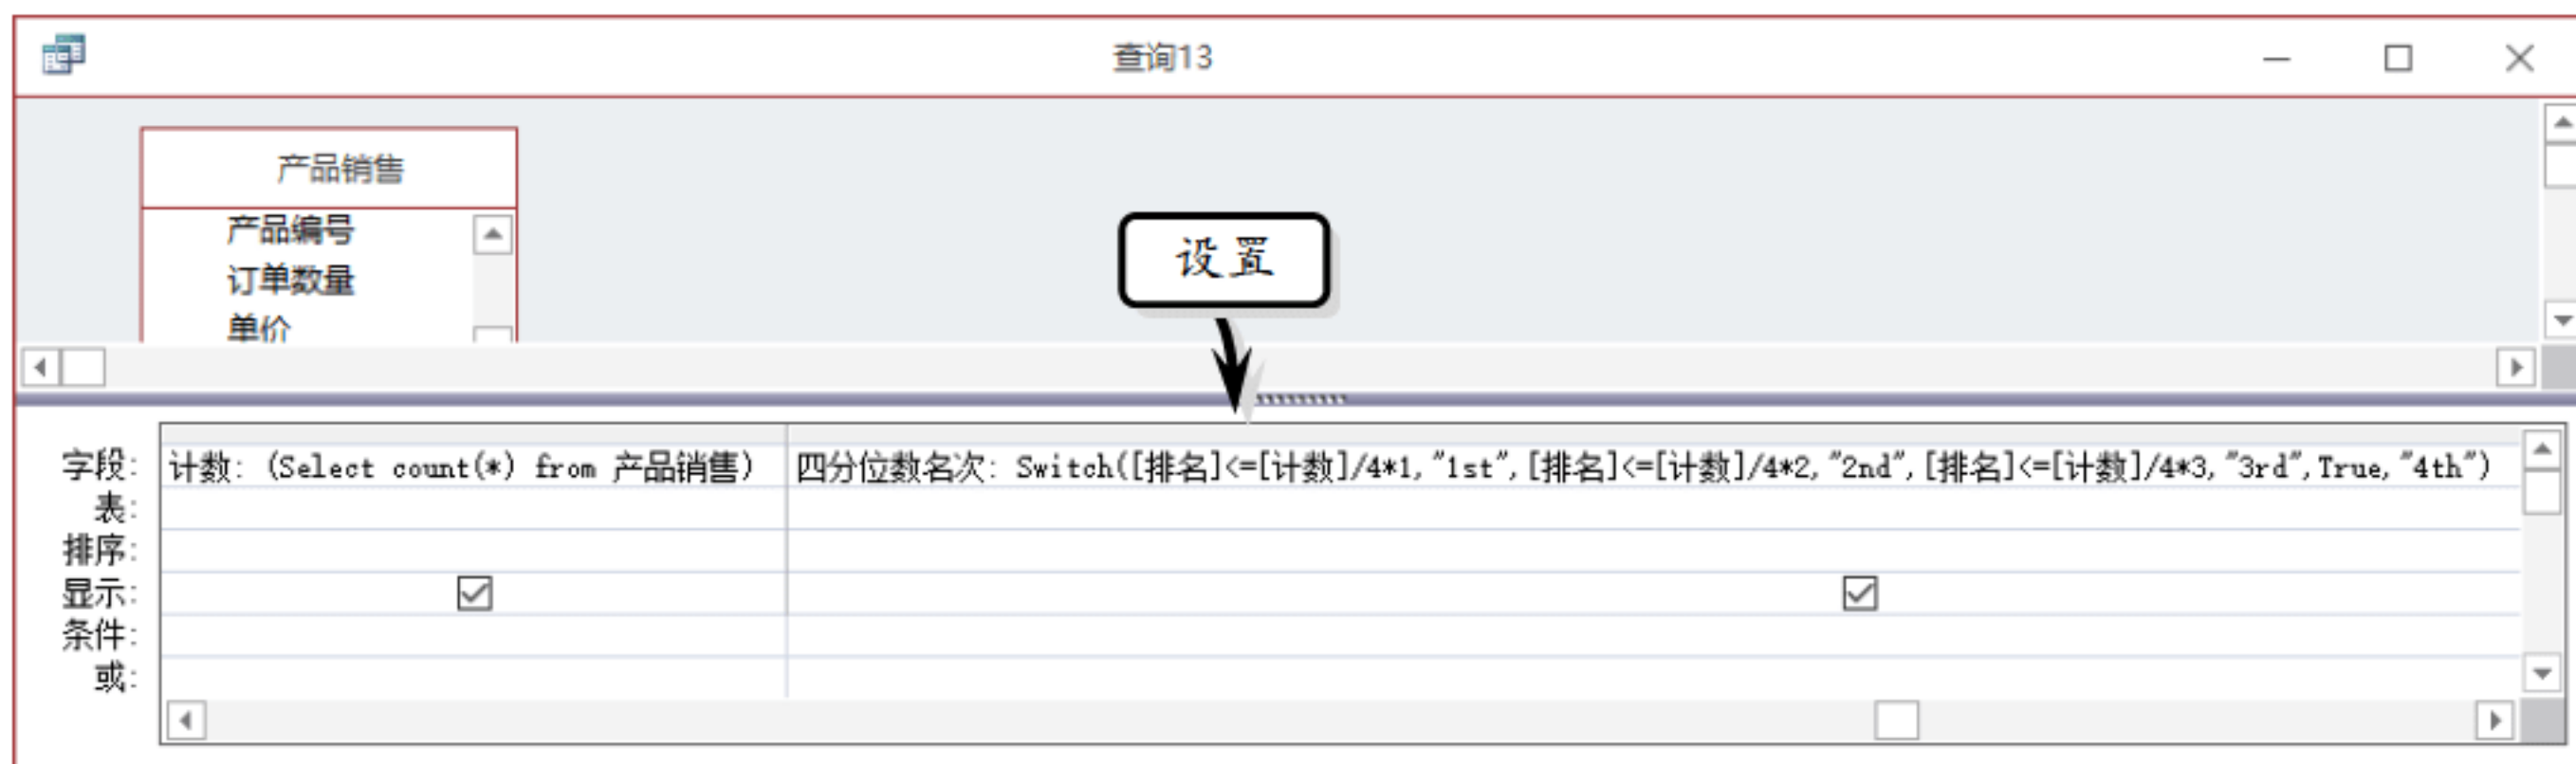 查询13
产品销售
产品编号
订单数量
单价
设置
字段: 计数: (Select count(*) from 产品销售) 四分位数名次: Switch([排名]<=[计数]/4*1,"1st",[排名]<=[计数]/4*2,"2nd",[排名]<=[计数]/4*3,"3rd",True,"4th")
表:
排序:
显示:
条件:
或: